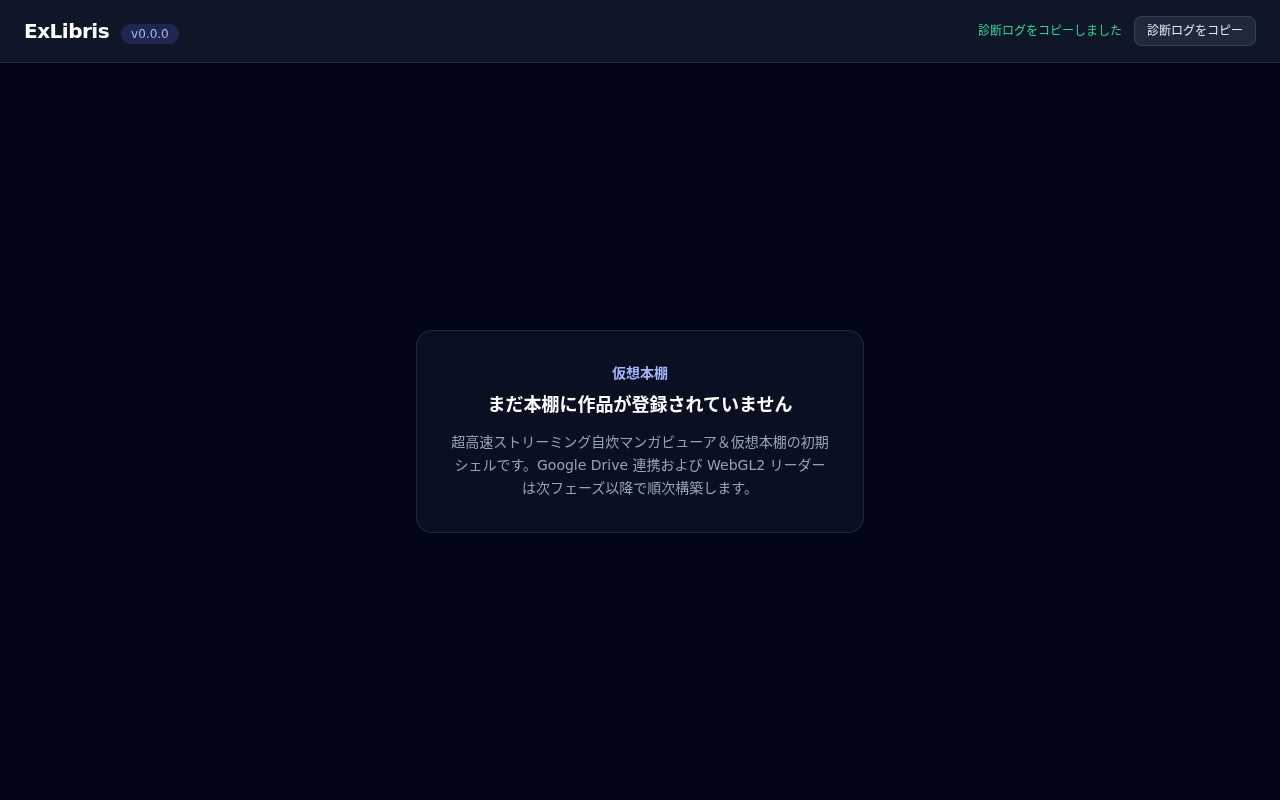 ExLibris
v0.0.0
診断ログをコピーしました
診断ログをコピー
仮想本棚
まだ本棚に作品が登録されていません
超高速ストリーミング自炊マンガビューア＆仮想本棚の初期
シェルです。Google Drive 連携および WebGL2 リーダー
は次フェーズ以降で順次構築します。